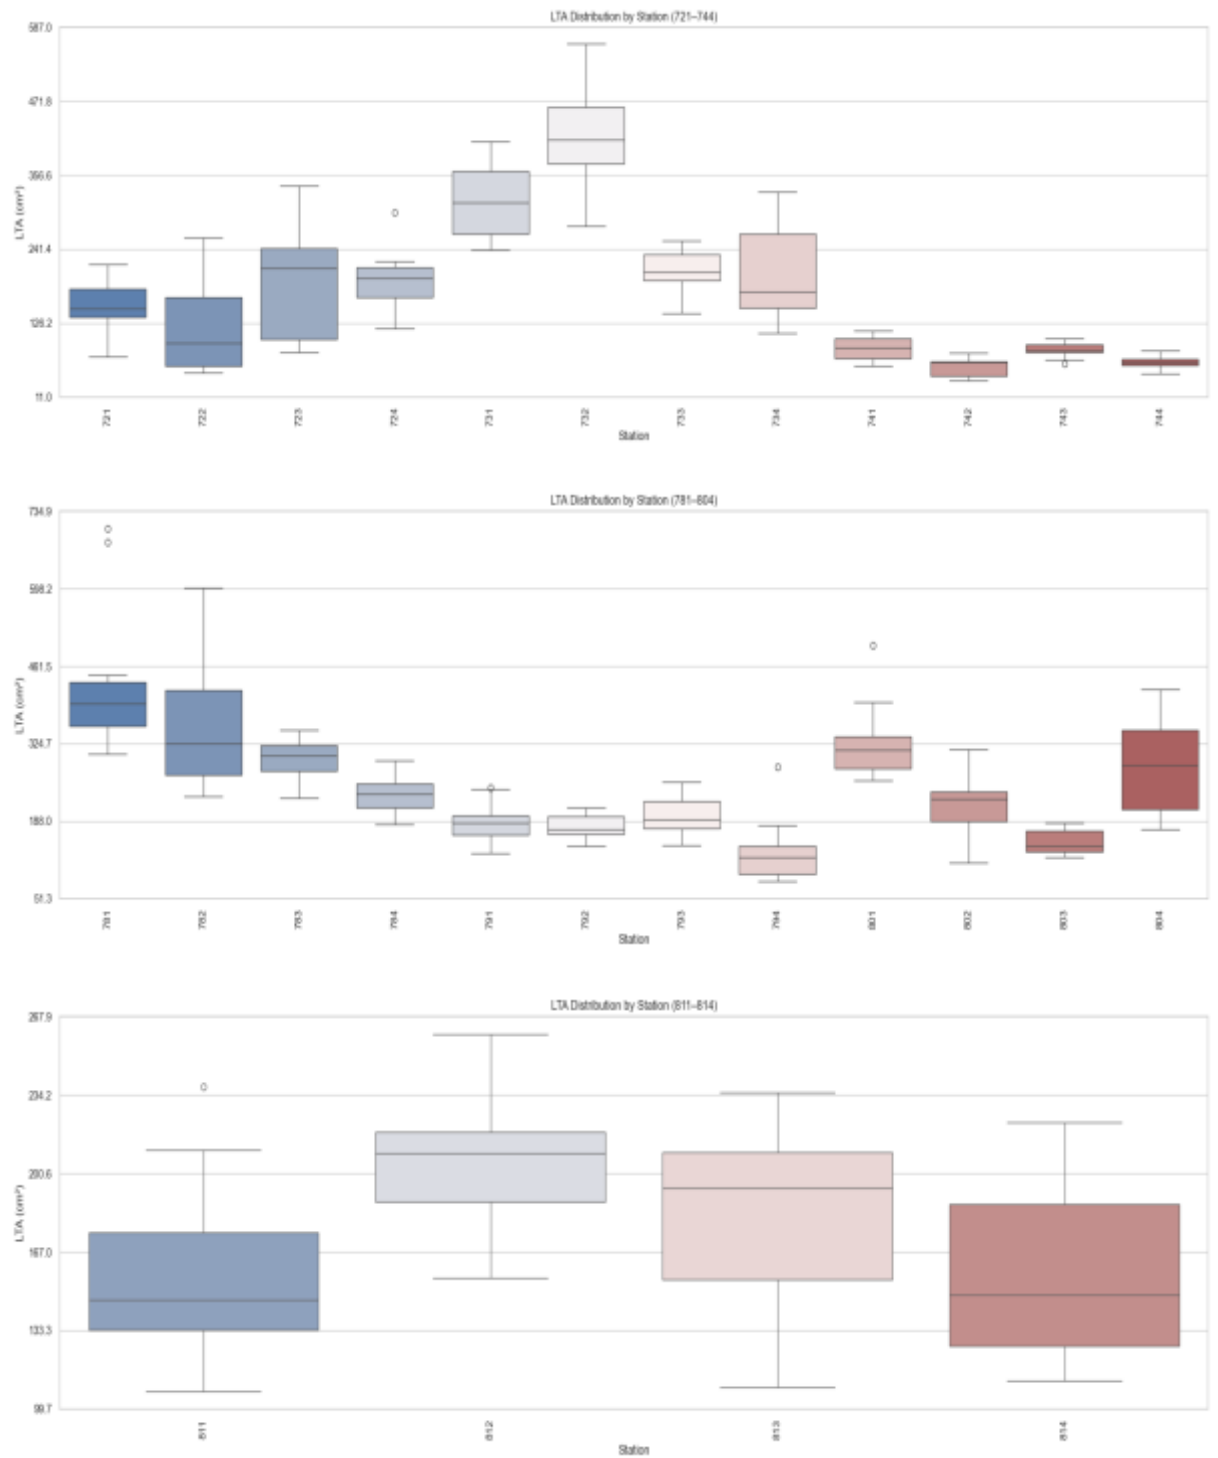 LTA Distribution by Station (721–744)
587.0
471.8
356.6
241.4
126.2
11.0
LTA (cm²)
721 722 723 724 731 732 733 734 741 742 743 744
Station
LTA Distribution by Station (781–804)
734.9
598.2
461.5
324.7
188.0
51.3
LTA (cm²)
781 782 783 784 791 792 793 794 801 802 803 804
Station
LTA Distribution by Station (811–814)
267.9
234.2
200.6
167.0
133.3
99.7
LTA (cm²)
811 812 813 814
Station